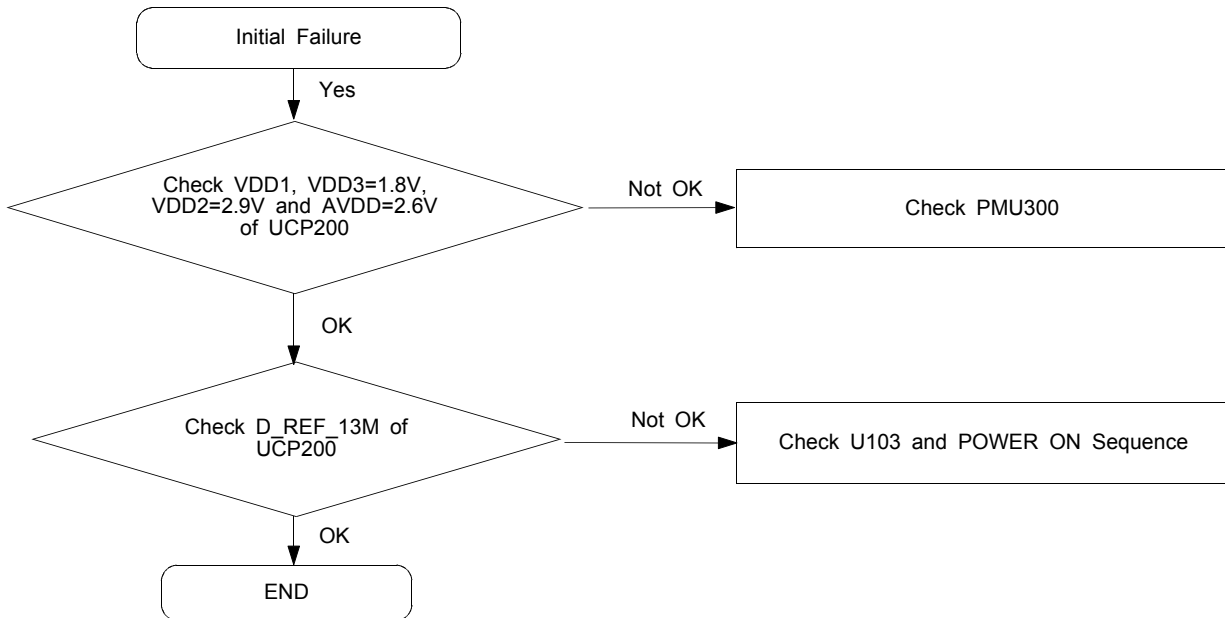 Initial Failure
Yes
Check VDD1, VDD3=1.8V,
VDD2=2.9V and AVDD=2.6V
of UCP200
Not OK
Check PMU300
OK
Check D_REF_13M of
UCP200
Not OK
Check U103 and POWER ON Sequence
OK
END